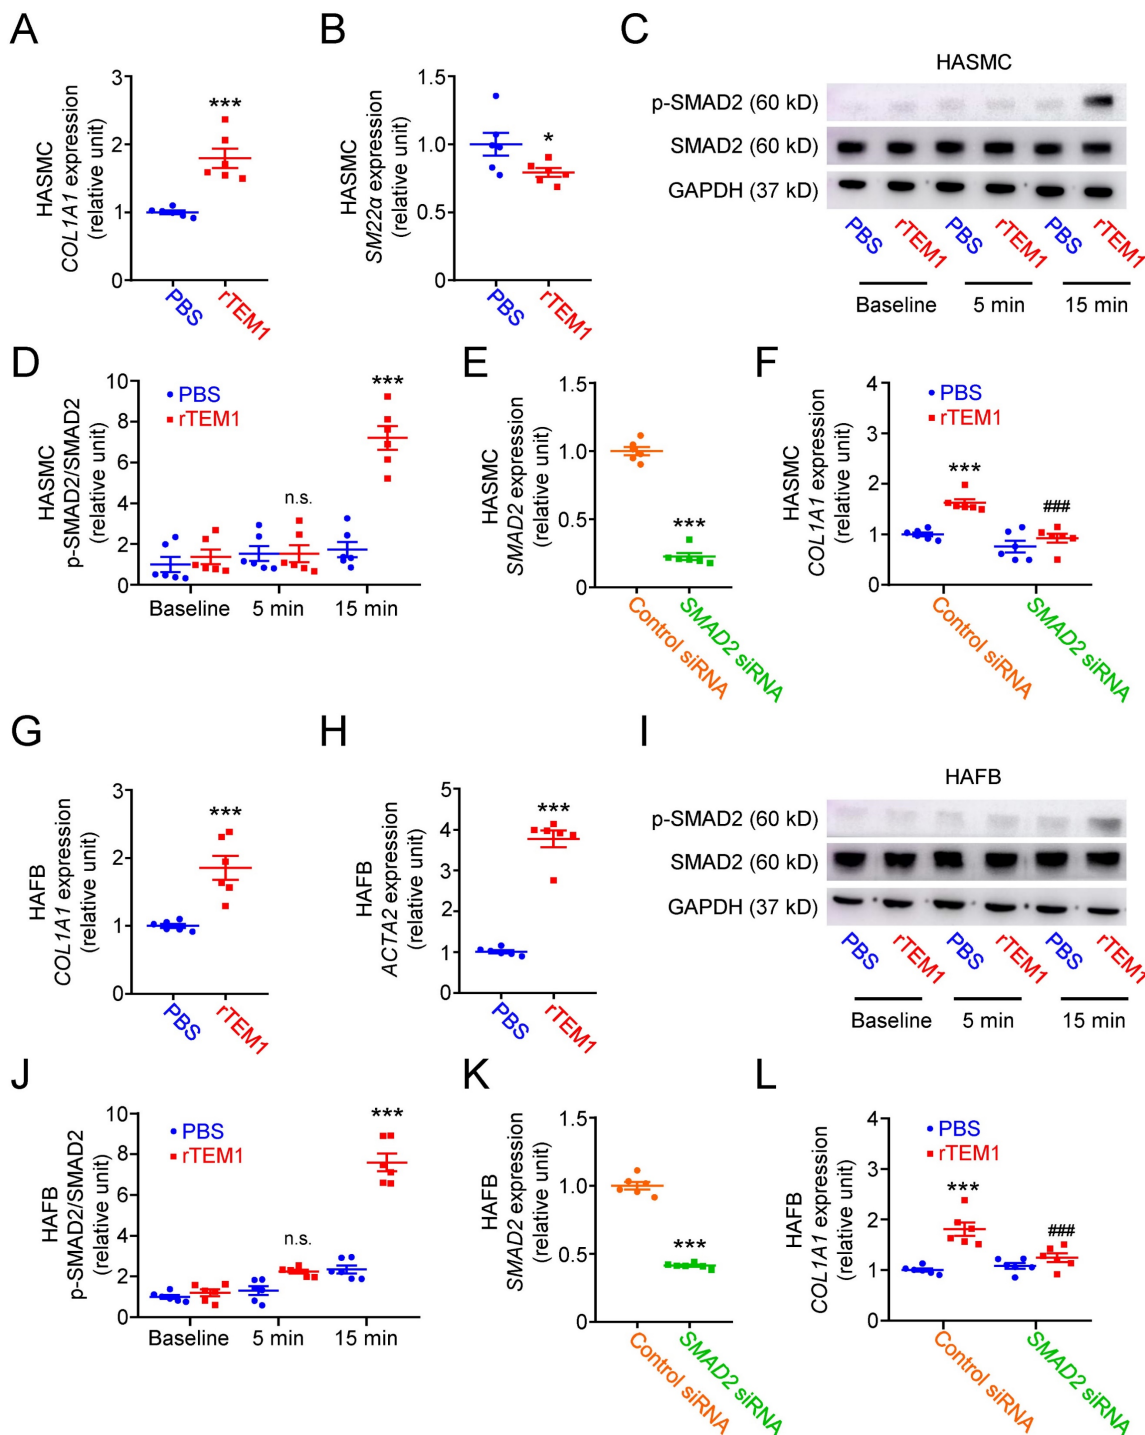 A
HASMC
COL1A1 expression
(relative unit)
3
2
1
0
***
PBS
rTEM1
B
HASMC
SM22α expression
(relative unit)
1.5
1.0
0.5
0
*
PBS
rTEM1
C
HASMC
p-SMAD2 (60 kD)
SMAD2 (60 kD)
GAPDH (37 kD)
PBS rTEM1 PBS rTEM1 PBS rTEM1
Baseline 5 min 15 min
D
HASMC
p-SMAD2/SMAD2
(relative unit)
10
8
6
4
2
0
PBS
rTEM1
n.s.
***
Baseline 5 min 15 min
E
HASMC
SMAD2 expression
(relative unit)
1.5
1.0
0.5
0
***
Control siRNA
SMAD2 siRNA
F
HASMC
COL1A1 expression
(relative unit)
4
3
2
1
0
PBS
rTEM1
***
###
Control siRNA
SMAD2 siRNA
G
HAFB
COL1A1 expression
(relative unit)
3
2
1
0
***
PBS
rTEM1
H
HAFB
ACTA2 expression
(relative unit)
5
4
3
2
1
0
***
PBS
rTEM1
I
HAFB
p-SMAD2 (60 kD)
SMAD2 (60 kD)
GAPDH (37 kD)
PBS rTEM1 PBS rTEM1 PBS rTEM1
Baseline 5 min 15 min
J
HAFB
p-SMAD2/SMAD2
(relative unit)
10
8
6
4
2
0
PBS
rTEM1
n.s.
***
Baseline 5 min 15 min
K
HAFB
SMAD2 expression
(relative unit)
1.5
1.0
0.5
0
***
Control siRNA
SMAD2 siRNA
L
HAFB
COL1A1 expression
(relative unit)
4
3
2
1
0
PBS
rTEM1
***
###
Control siRNA
SMAD2 siRNA